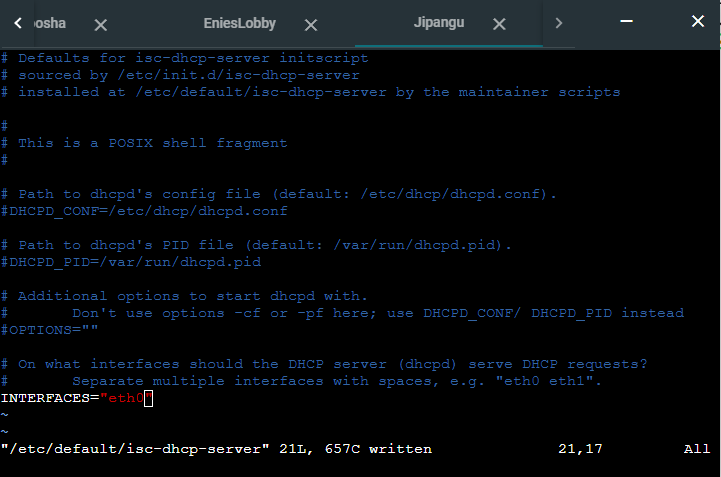 oosha
EniesLobby
Jipangu
# Defaults for isc-dhcp-server initscript
# sourced by /etc/init.d/isc-dhcp-server
# installed at /etc/default/isc-dhcp-server by the maintainer scripts
#
# This is a POSIX shell fragment
#
# Path to dhcpd's config file (default: /etc/dhcp/dhcpd.conf).
#DHCPD_CONF=/etc/dhcp/dhcpd.conf
# Path to dhcpd's PID file (default: /var/run/dhcpd.pid).
#DHCPD_PID=/var/run/dhcpd.pid
# Additional options to start dhcpd with.
#       Don't use options -cf or -pf here; use DHCPD_CONF/ DHCPD_PID instead
#OPTIONS=""
# On what interfaces should the DHCP server (dhcpd) serve DHCP requests?
#       Separate multiple interfaces with spaces, e.g. "eth0 eth1".
INTERFACES="eth0"
~
~
"/etc/default/isc-dhcp-server" 21L, 657C written 21,17 All